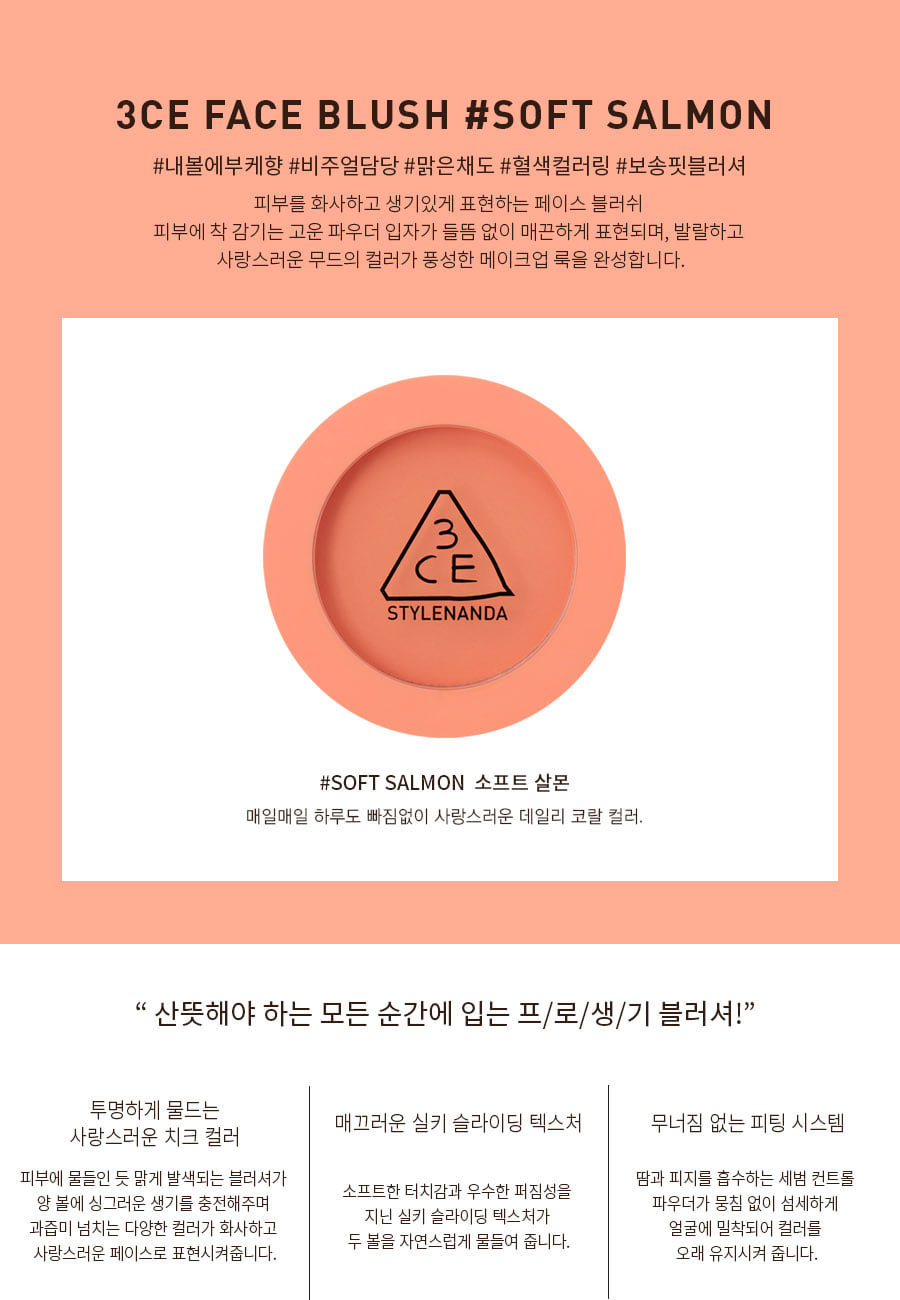 3CE FACE BLUSH #SOFT SALMON
#내볼에부케향 #비주얼담당 #맑은채도 #혈색컬러링 #보송핏블러셔
피부를 화사하고 생기있게 표현하는 페이스 블러쉬
피부에 착 감기는 고운 파우더 입자가 들뜸 없이 매끈하게 표현되며, 발랄하고
사랑스러운 무드의 컬러가 풍성한 메이크업 룩을 완성합니다.
3
CE
STYLENANDA
#SOFT SALMON 소프트 살몬
매일매일 하루도 빠짐없이 사랑스러운 데일리 코랄 컬러.
“ 산뜻해야 하는 모든 순간에 입는 프/로/생/기 블러셔!”
투명하게 물드는
사랑스러운 치크 컬러
피부에 물들인 듯 맑게 발색되는 블러셔가
양 볼에 싱그러운 생기를 충전해주며
과즙미 넘치는 다양한 컬러가 화사하고
사랑스러운 페이스로 표현시켜줍니다.
매끄러운 실키 슬라이딩 텍스처
소프트한 터치감과 우수한 퍼짐성을
지닌 실키 슬라이딩 텍스처가
두 볼을 자연스럽게 물들여 줍니다.
무너짐 없는 피팅 시스템
땀과 피지를 흡수하는 세범 컨트롤
파우더가 뭉침 없이 섬세하게
얼굴에 밀착되어 컬러를
오래 유지시켜 줍니다.